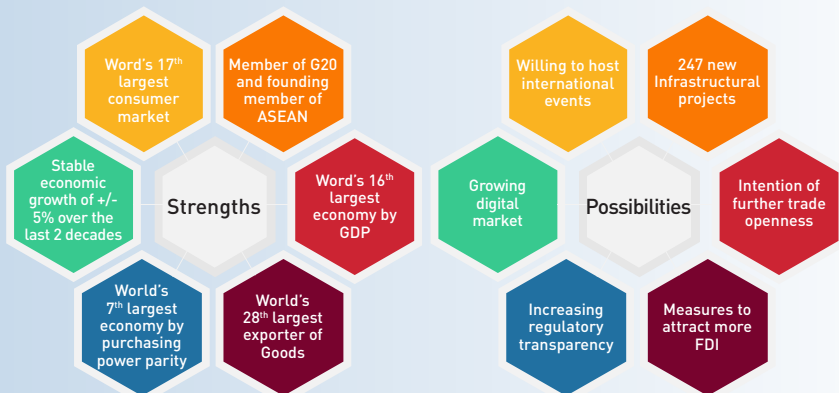 Strengths
Word's 17th
largest
consumer
market
Member of G20
and founding
member of
ASEAN
Word's 16th
largest
economy by
GDP
World's
28th largest
exporter of
Goods
World's
7th largest
economy by
purchasing
power parity
Stable
economic
growth of +/-
5% over the
last 2 decades
Possibilities
Willing to host
international
events
247 new
Infrastructural
projects
Intention of
further trade
openness
Measures to
attract more
FDI
Increasing
regulatory
transparency
Growing
digital
market